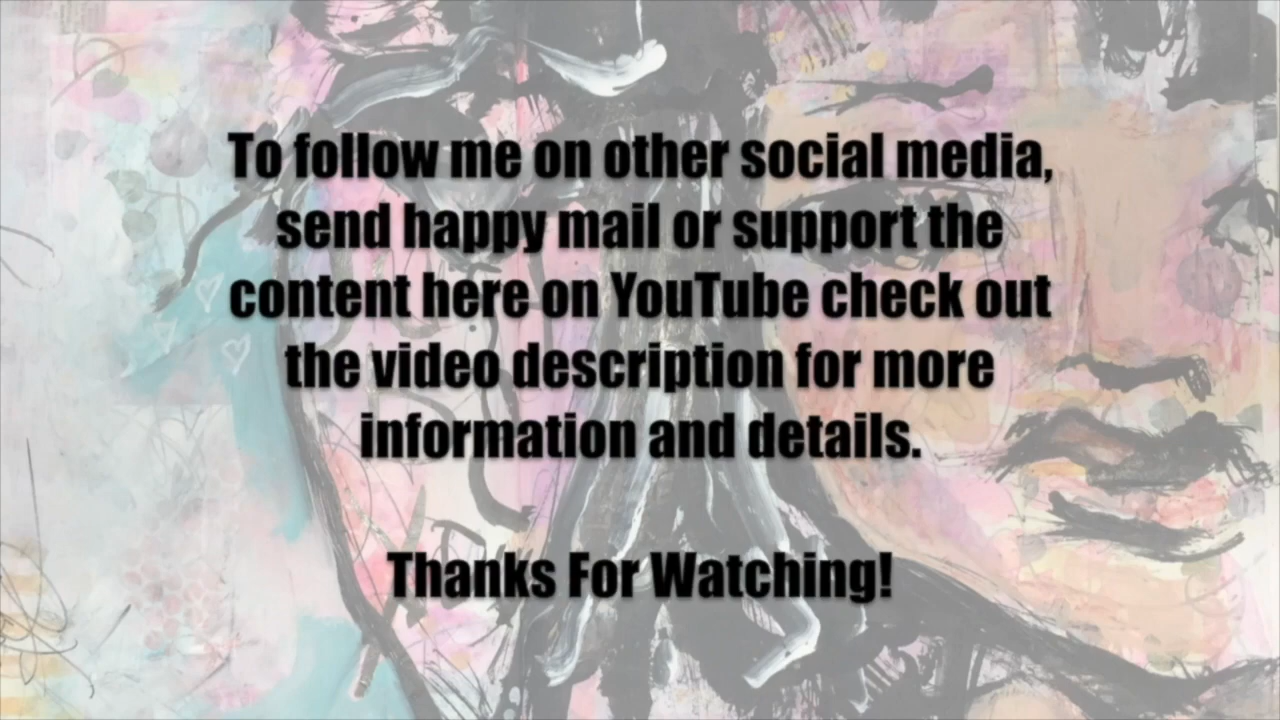 To follow me on other social media,
send happy mail or support the
content here on YouTube check out
the video description for more
information and details.
Thanks For Watching!